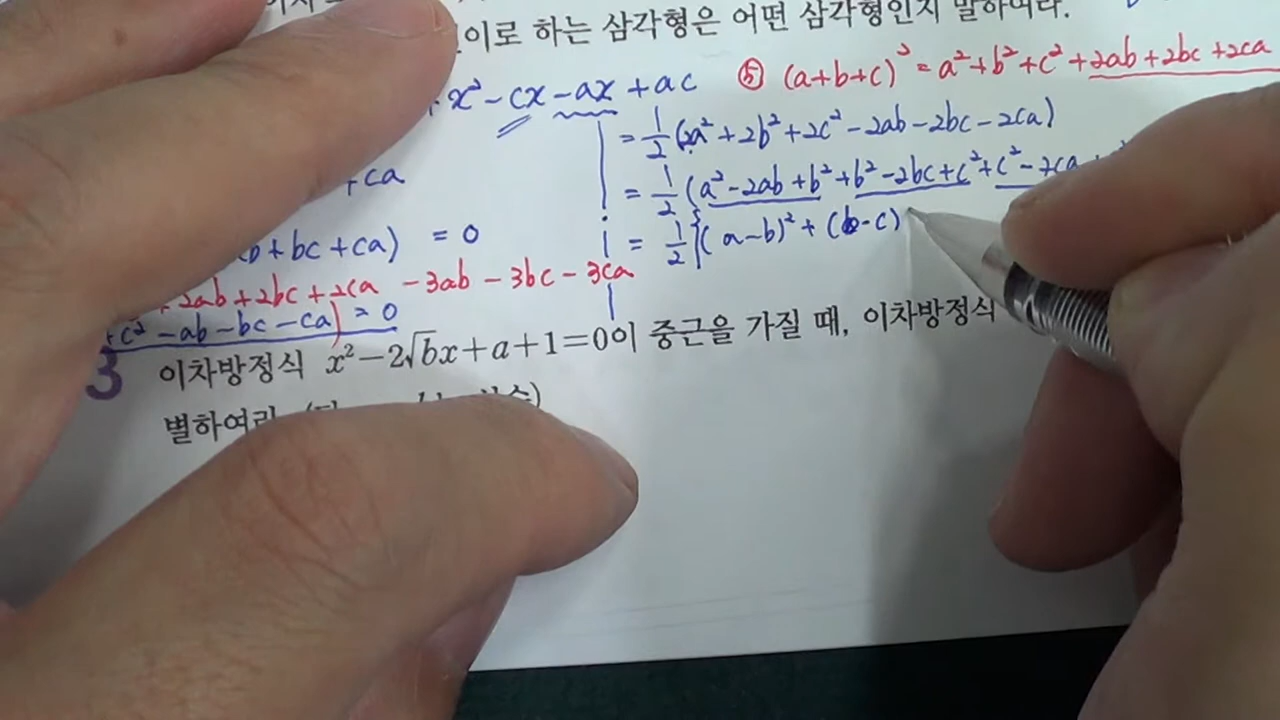 이로 하는 삼각형은 어떤 삼각형인지 말하여라.
x² - cx - ax + ac
⑤ (a+b+c)² = a² + b² + c² + 2ab + 2bc + 2ca
= 1/2 (2a² + 2b² + 2c² - 2ab - 2bc - 2ca)
+ca
= 1/2 (a² - 2ab + b² + b² - 2bc + c² + c² - 2ca
+ bc + ca) = 0
= 1/2 {(a-b)² + (b-c)
2ab + 2bc + 2ca - 3ab - 3bc - 3ca
+c² - ab - bc - ca) = 0
3 이차방정식 x²-2√bx+a+1=0이 중근을 가질 때, 이차방정식
별하여라